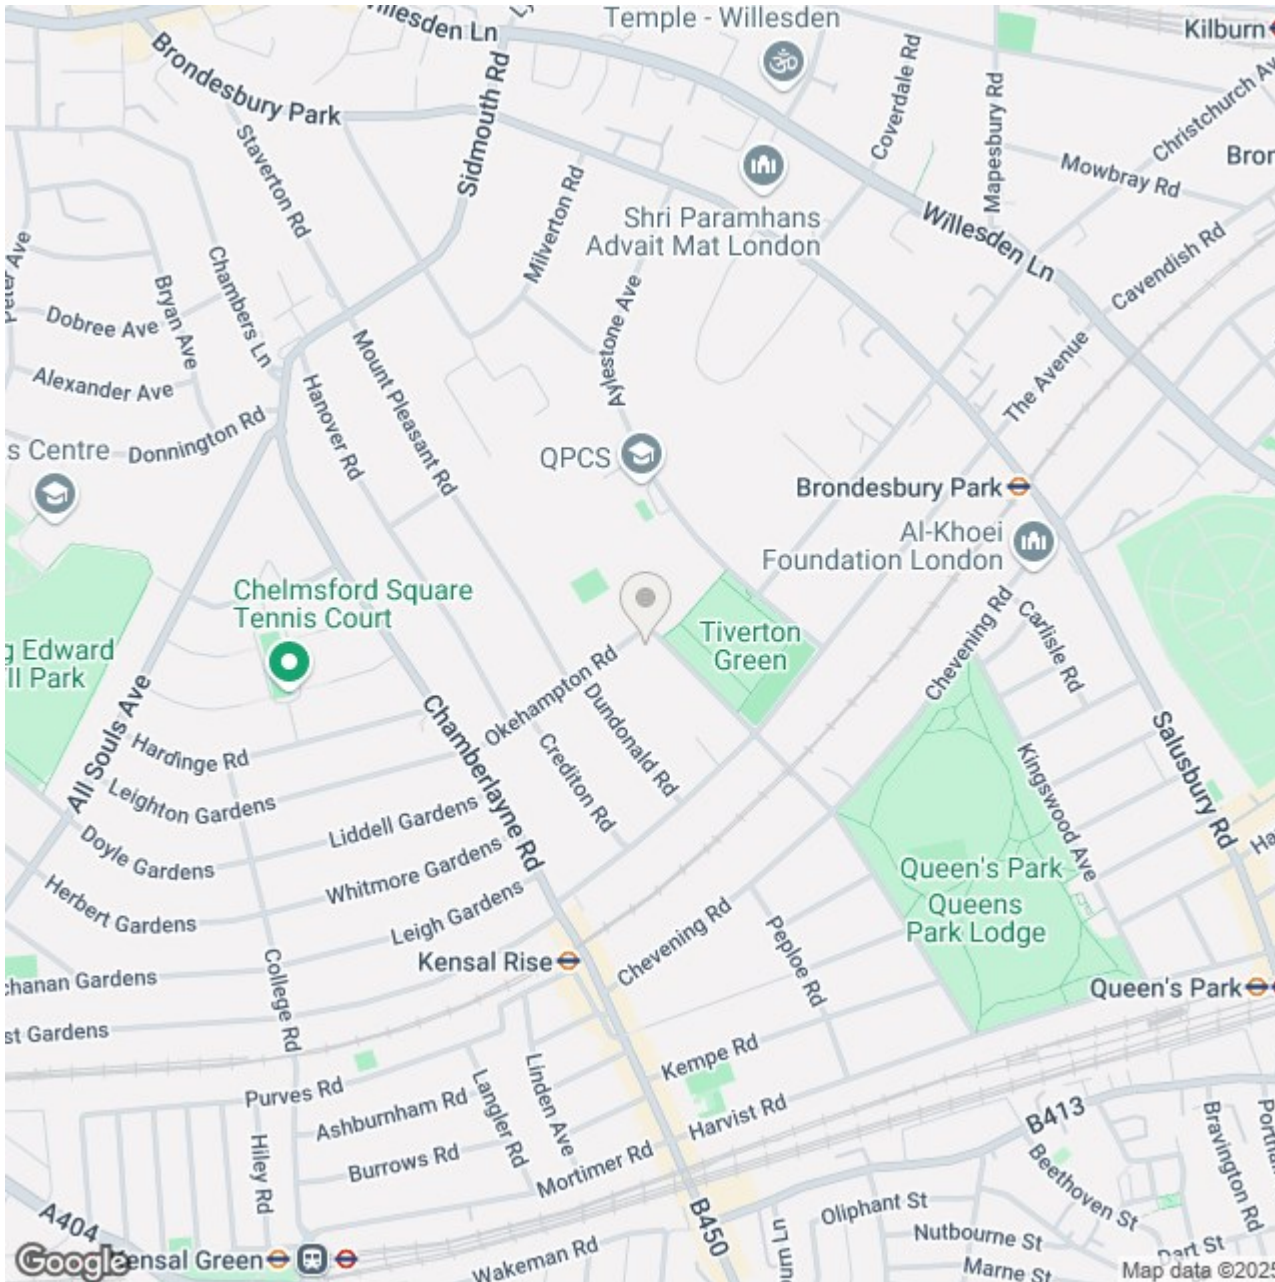 Willesden Ln
Temple - Willesden
Kilburn
Brondesbury Park
Sidmouth Rd
Coverdale Rd
Mapesbury Rd
Christchurch Av
Mowbray Rd
Bron
Staverton Rd
Milverton Rd
Shri Paramhans
Advait Mat London
Willesden Ln
Cavendish Rd
Peter Ave
Bryan Ave
Chambers Ln
Dobree Ave
Alexander Ave
Mount Pleasant Rd
Aylestone Ave
The Avenue
Hanover Rd
Donnington Rd
s Centre
QPCS
Brondesbury Park
Al-Khoei
Foundation London
Chelmsford Square
Tennis Court
g Edward
II Park
Tiverton
Green
Chevening Rd
Carlisle Rd
All Souls Ave
Okehampton Rd
Dundonald Rd
Chamberlayne Rd
Crediton Rd
Kingswood Ave
Salusbury Rd
Hardinge Rd
Leighton Gardens
Liddell Gardens
Doyle Gardens
Whitmore Gardens
Herbert Gardens
Leigh Gardens
Queen's Park
Queens
Park Lodge
Ha
Kensal Rise
Chevening Rd
Peploe Rd
College Rd
chanan Gardens
st Gardens
Queen's Park
Purves Rd
Ashburnham Rd
Langler Rd
Linden Ave
Kempe Rd
Harvist Rd
B413
Hiley Rd
Burrows Rd
Mortimer Rd
Beethoven St
Bravington Rd
Portn
A404
B450
Oliphant St
Nutbourne St
Dart St
Marne St
Kensal Green
Wakeman Rd
um Ln
Google
Map data ©2025